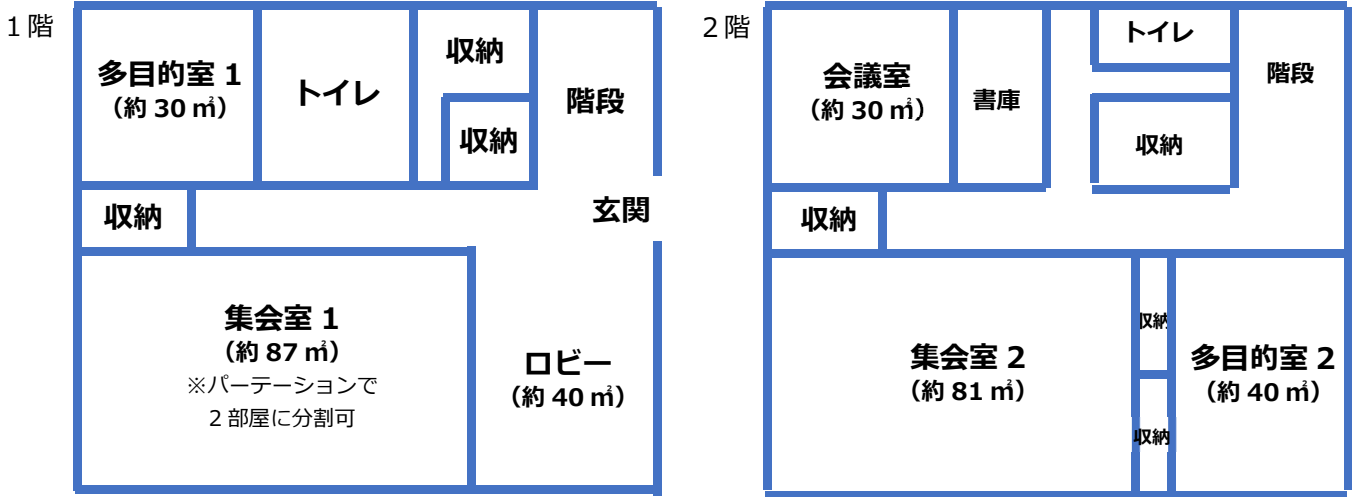 1階
多目的室 1
（約 30 ㎡）
トイレ
収納
収納
階段
収納
玄関
集会室 1
（約 87 ㎡）
※パーテーションで
2 部屋に分割可
ロビー
（約 40 ㎡）
2階
会議室
（約 30 ㎡）
書庫
トイレ
収納
階段
収納
集会室 2
（約 81 ㎡）
収納
収納
多目的室 2
（約 40 ㎡）